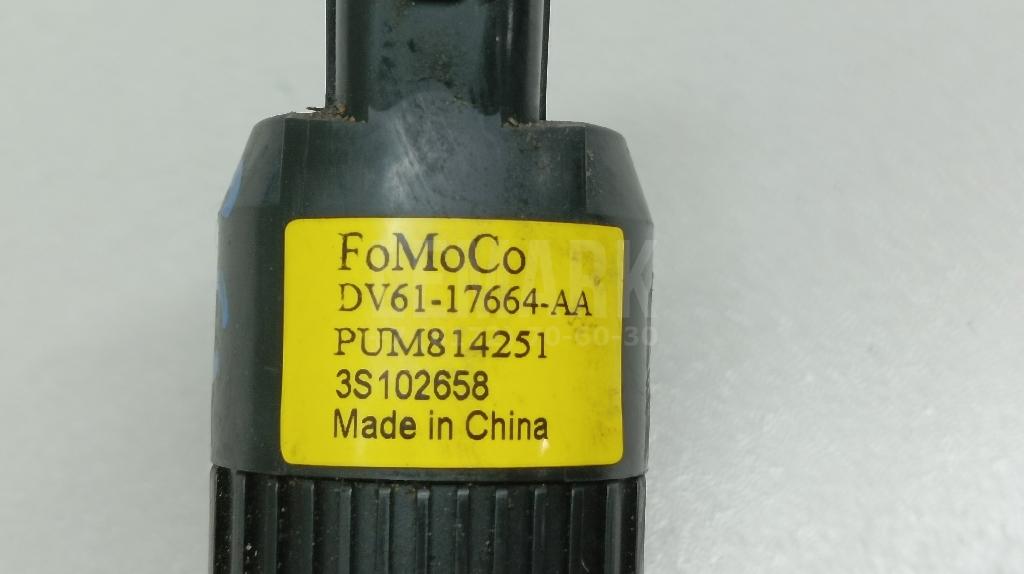 FoMoCo
DV61-17664-AA
PUM814251
3S102658
Made in China